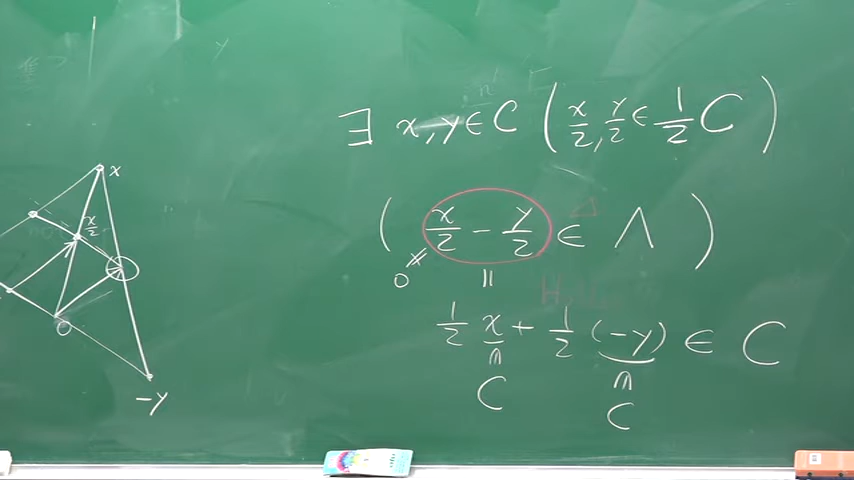 ∃ x, y ∈ C ( x/2, y/2 ∈ 1/2 C )
( x/2 - y/2 ∈ Λ )
0 ≠
=
1/2 x + 1/2 (-y) ∈ C
∩ ∩
C C
x
x/2
0
-y